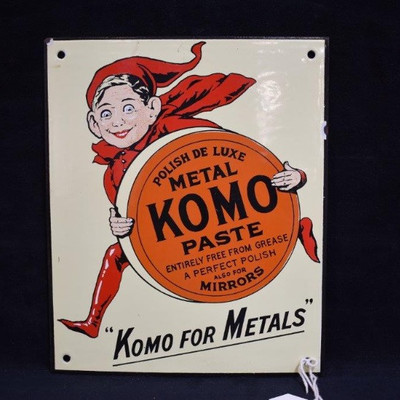 POLISH DE LUXE
METAL
KOMO
PASTE
ENTIRELY FREE FROM GREASE
A PERFECT POLISH
ALSO FOR
MIRRORS
"KOMO FOR METALS"